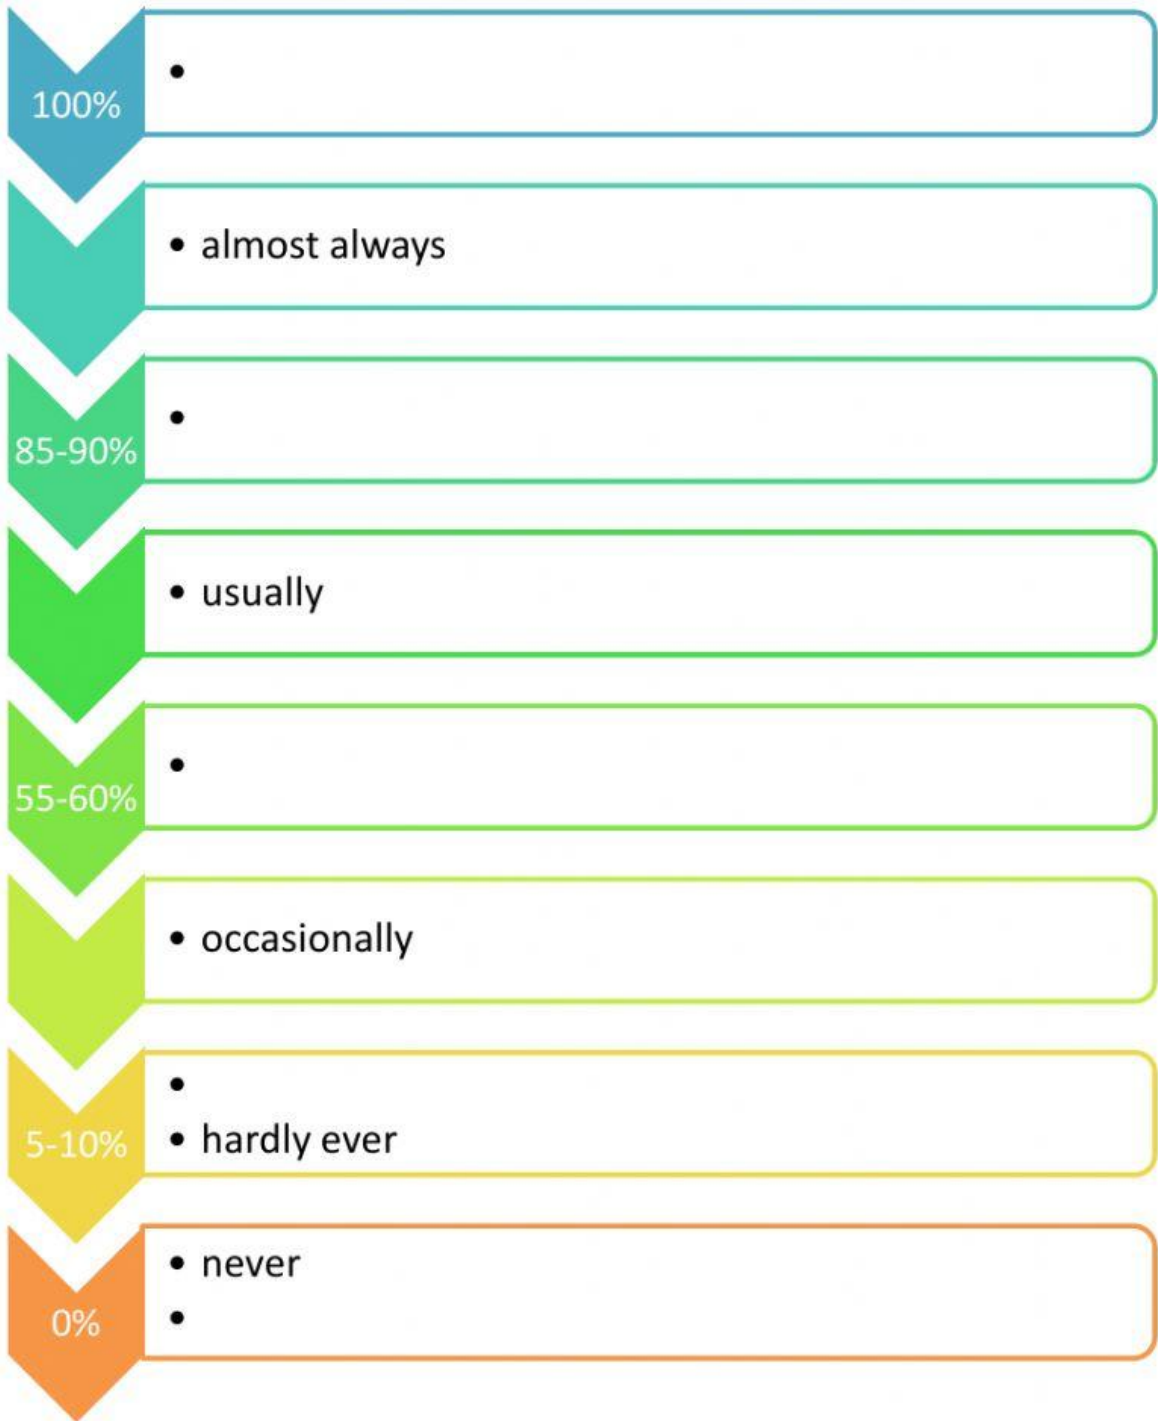 100%
•
• almost always
85-90%
•
• usually
55-60%
•
• occasionally
5-10%
•
• hardly ever
0%
• never
•